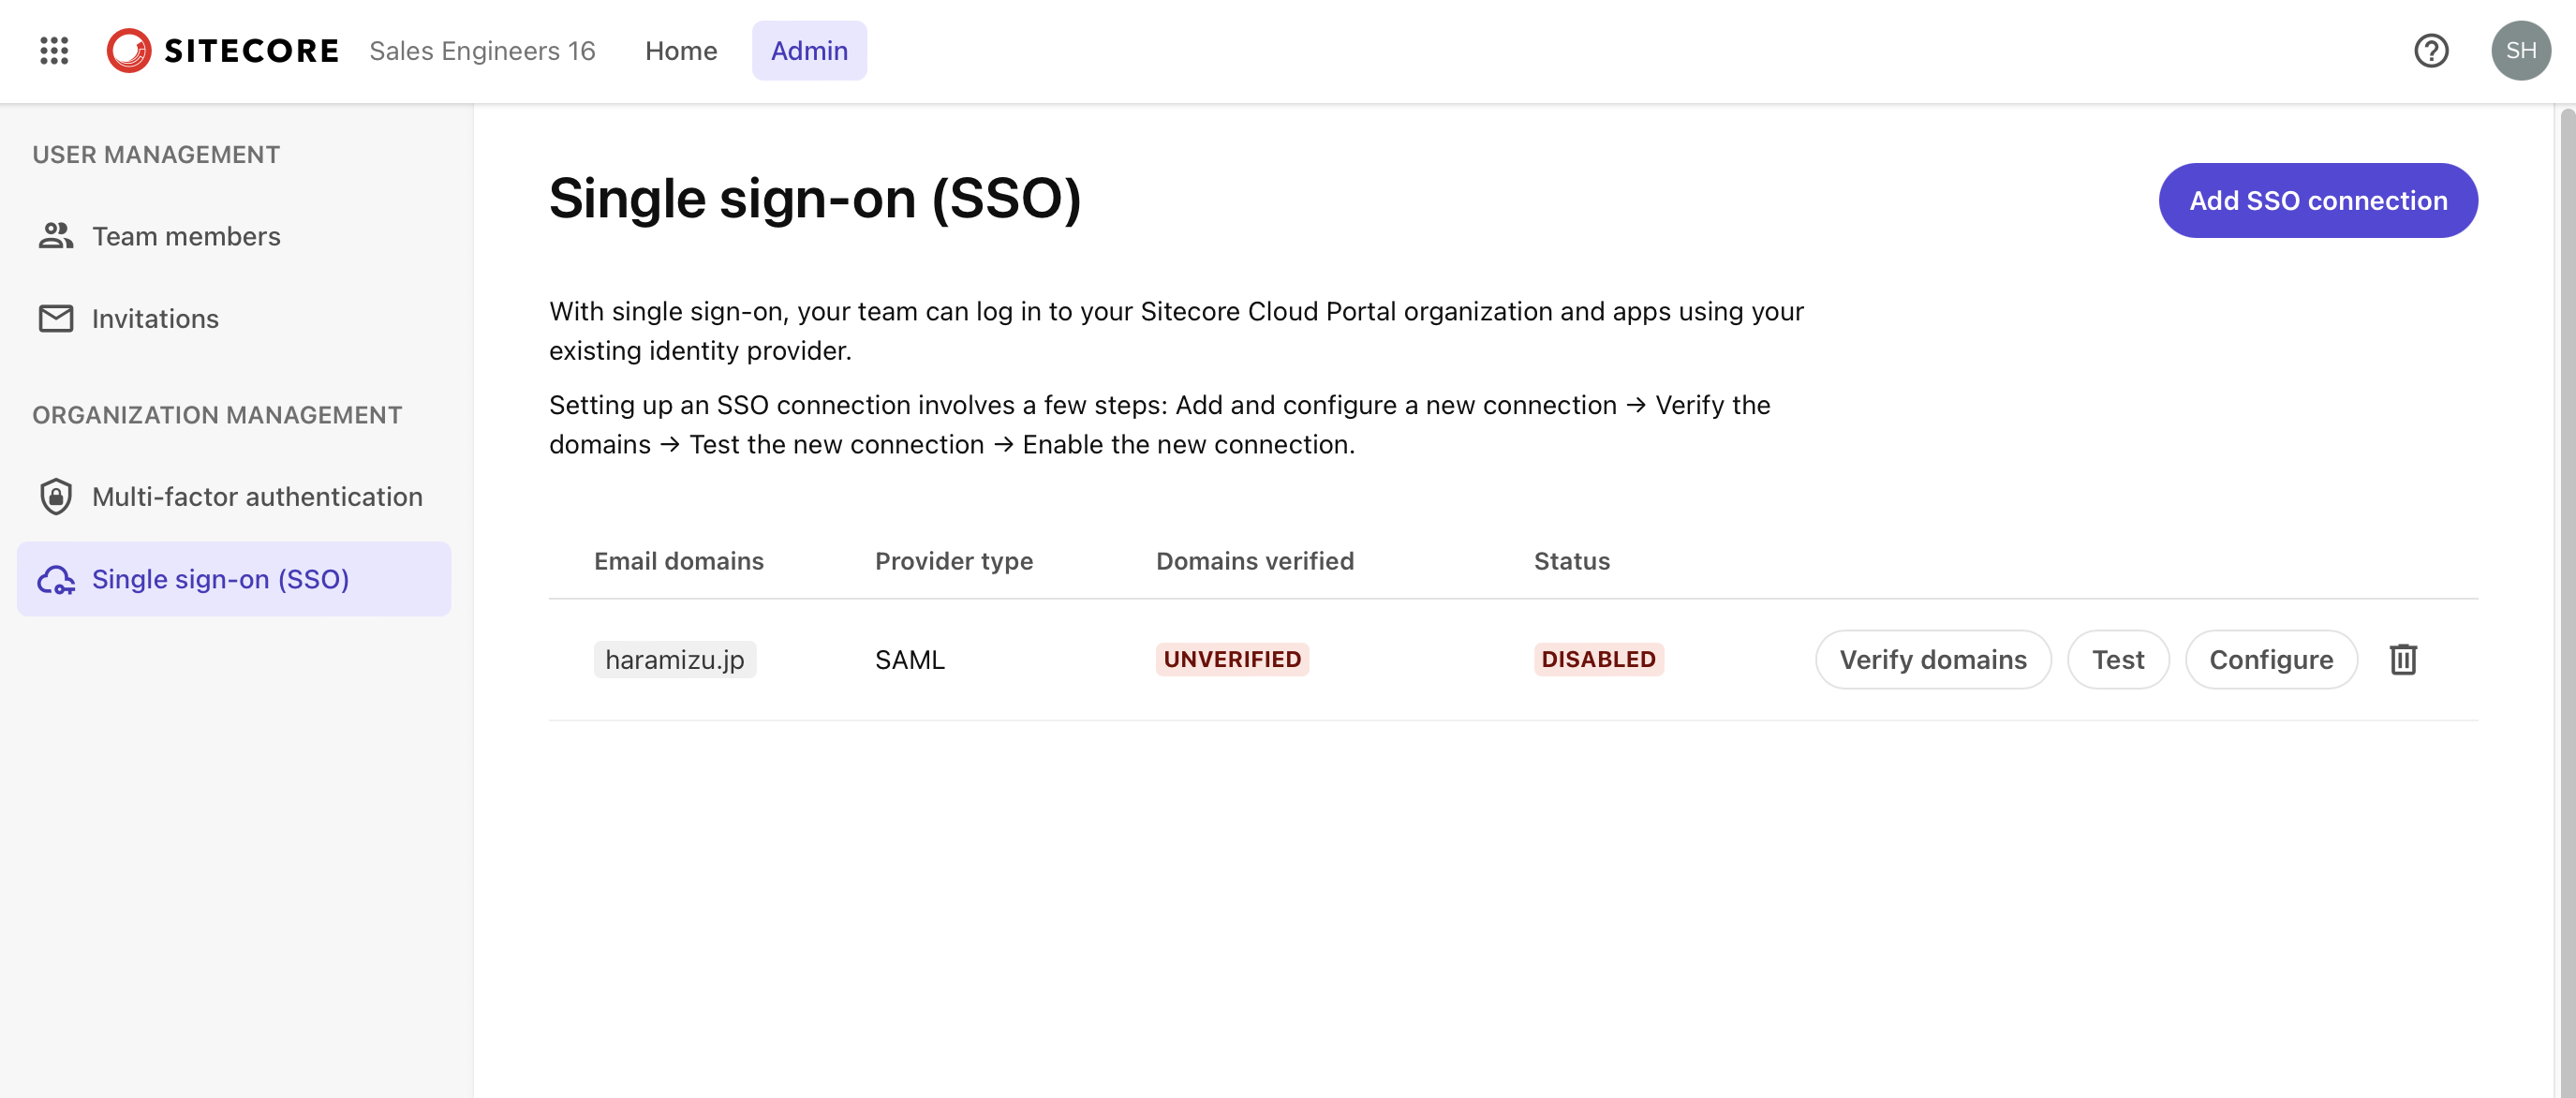 SITECORE Sales Engineers 16 Home Admin SH
USER MANAGEMENT
Team members
Invitations
ORGANIZATION MANAGEMENT
Multi-factor authentication
Single sign-on (SSO)
Single sign-on (SSO)
Add SSO connection
With single sign-on, your team can log in to your Sitecore Cloud Portal organization and apps using your
existing identity provider.
Setting up an SSO connection involves a few steps: Add and configure a new connection → Verify the
domains → Test the new connection → Enable the new connection.
Email domains Provider type Domains verified Status
haramizu.jp SAML UNVERIFIED DISABLED Verify domains Test Configure